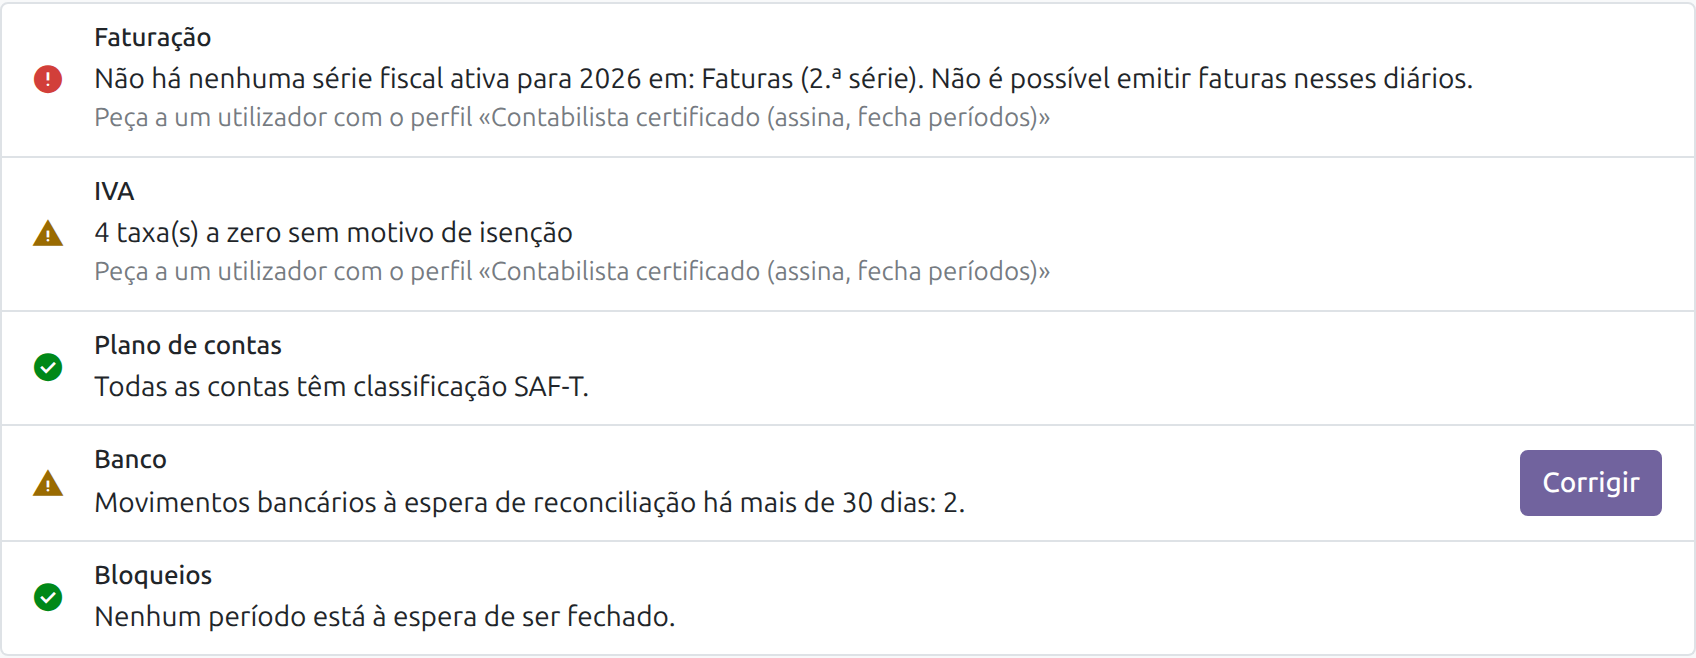 Faturação
Não há nenhuma série fiscal ativa para 2026 em: Faturas (2.ª série). Não é possível emitir faturas nesses diários.
Peça a um utilizador com o perfil «Contabilista certificado (assina, fecha períodos)»
IVA
4 taxa(s) a zero sem motivo de isenção
Peça a um utilizador com o perfil «Contabilista certificado (assina, fecha períodos)»
Plano de contas
Todas as contas têm classificação SAF-T.
Banco
Movimentos bancários à espera de reconciliação há mais de 30 dias: 2.
Corrigir
Bloqueios
Nenhum período está à espera de ser fechado.